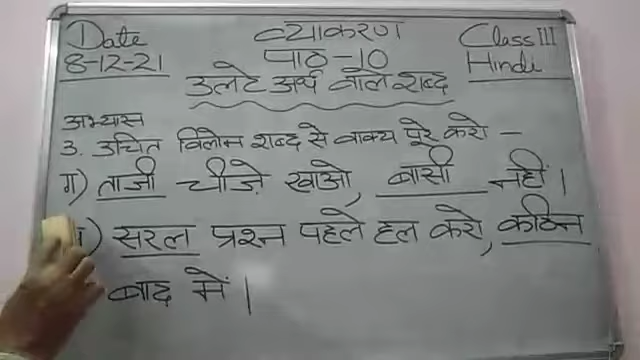 Date
8-12-21
व्याकरण
पाठ-10
उलटे अर्थ वाले शब्द
Class III
Hindi
अभ्यास
3. उचित विलोम शब्द से वाक्य पूरे करो –
ग) ताजी चीज़े खाओ, बासी नहीं।
) सरल प्रश्न पहले हल करो, कठिन
बाद में।